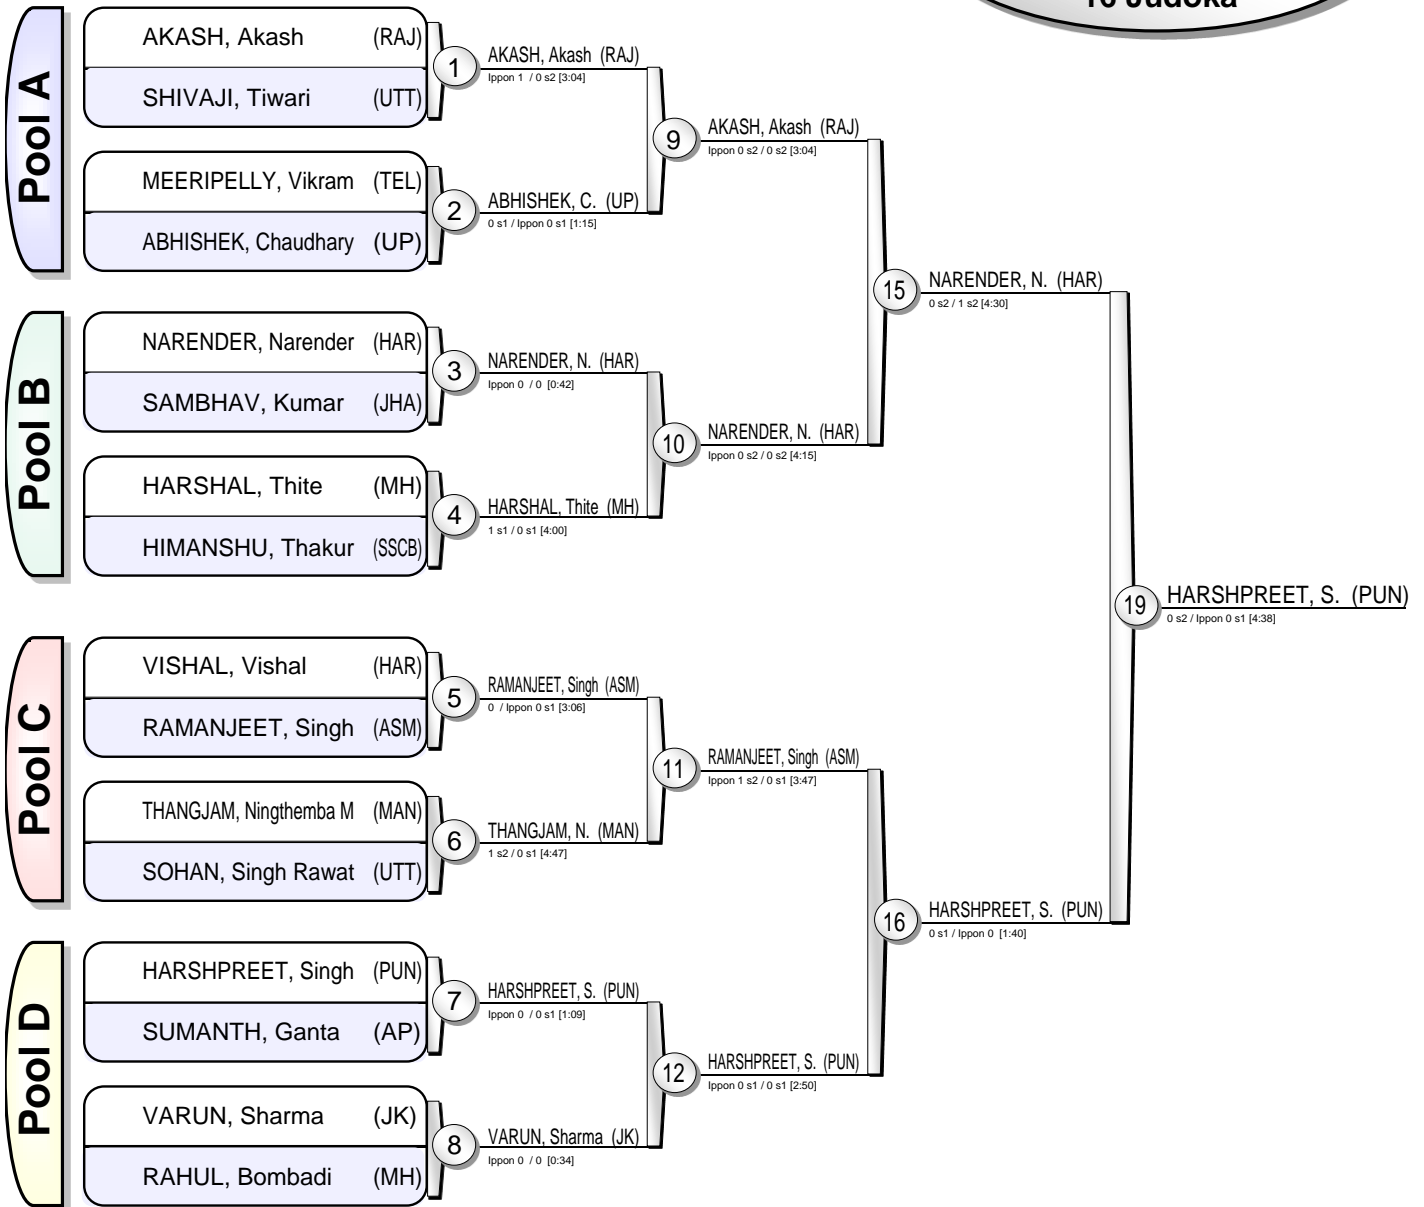 16 Judoka
Pool A
AKASH, Akash (RAJ)
SHIVAJI, Tiwari (UTT)
1
AKASH, Akash (RAJ)
Ippon 1 / 0 s2 [3:04]
MEERIPELLY, Vikram (TEL)
ABHISHEK, Chaudhary (UP)
2
ABHISHEK, C. (UP)
0 s1 / Ippon 0 s1 [1:15]
9
AKASH, Akash (RAJ)
Ippon 0 s2 / 0 s2 [3:04]
Pool B
NARENDER, Narender (HAR)
SAMBHAV, Kumar (JHA)
3
NARENDER, N. (HAR)
Ippon 0 / 0 [0:42]
HARSHAL, Thite (MH)
HIMANSHU, Thakur (SSCB)
4
HARSHAL, Thite (MH)
1 s1 / 0 s1 [4:00]
10
NARENDER, N. (HAR)
Ippon 0 s2 / 0 s2 [4:15]
15
NARENDER, N. (HAR)
0 s2 / 1 s2 [4:30]
Pool C
VISHAL, Vishal (HAR)
RAMANJEET, Singh (ASM)
5
RAMANJEET, Singh (ASM)
0 / Ippon 0 s1 [3:06]
THANGJAM, Ningthemba M (MAN)
SOHAN, Singh Rawat (UTT)
6
THANGJAM, N. (MAN)
1 s2 / 0 s1 [4:47]
11
RAMANJEET, Singh (ASM)
Ippon 1 s2 / 0 s1 [3:47]
Pool D
HARSHPREET, Singh (PUN)
SUMANTH, Ganta (AP)
7
HARSHPREET, S. (PUN)
Ippon 0 / 0 s1 [1:09]
VARUN, Sharma (JK)
RAHUL, Bombadi (MH)
8
VARUN, Sharma (JK)
Ippon 0 / 0 [0:34]
12
HARSHPREET, S. (PUN)
Ippon 0 s1 / 0 s1 [2:50]
16
HARSHPREET, S. (PUN)
0 s1 / Ippon 0 [1:40]
19
HARSHPREET, S. (PUN)
0 s2 / Ippon 0 s1 [4:38]